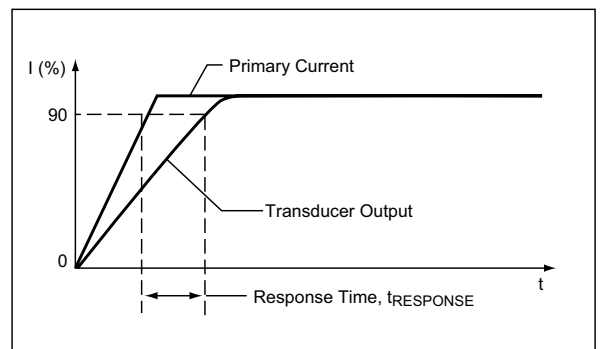 I (%)
Primary Current
90
Transducer Output
0
t
Response Time, tRESPONSE